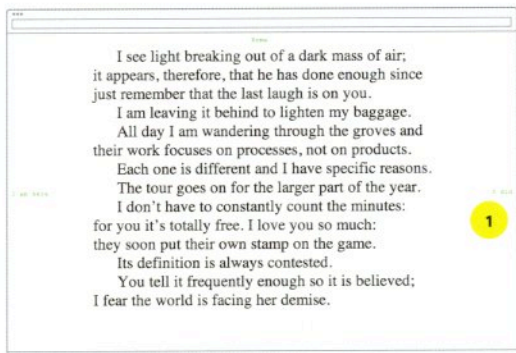 I see light breaking out of a dark mass of air;
it appears, therefore, that he has done enough since
just remember that the last laugh is on you.
I am leaving it behind to lighten my baggage.
All day I am wandering through the groves and
their work focuses on processes, not on products.
Each one is different and I have specific reasons.
The tour goes on for the larger part of the year.
I don't have to constantly count the minutes:
for you it's totally free. I love you so much:
they soon put their own stamp on the game.
Its definition is always contested.
You tell it frequently enough so it is believed;
I fear the world is facing her demise.
1